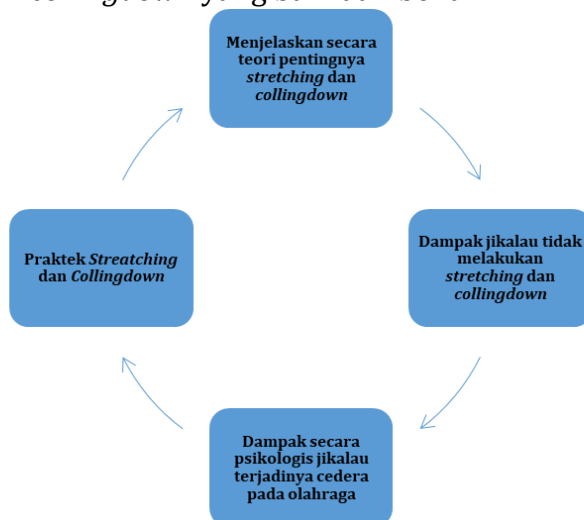 yang
Menjelaskan secara
teori pentingnya
stretching dan
collingdown
Dampak jikalau tidak
melakukan
stretching dan
collingdown
Dampak secara
psikologis jikalau
terjadinya cedera
pada olahraga
Praktek Streatching
dan Collingdown